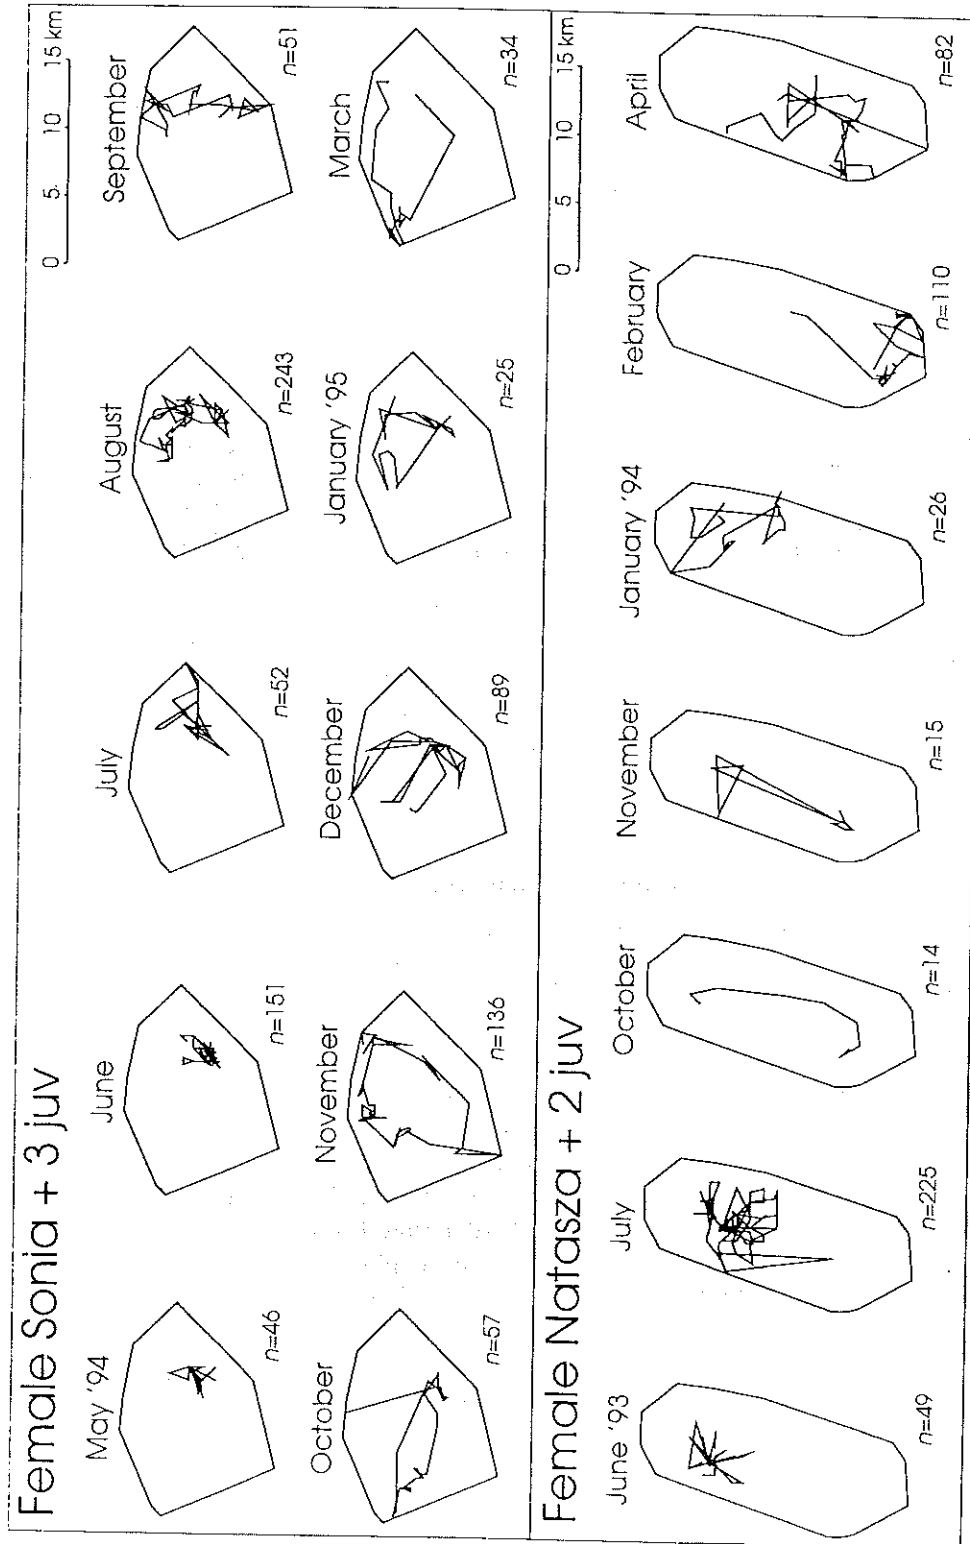 Female Sonia + 3 juv
0 5 10 15 km
May '94 June July August September
n=46 n=151 n=52 n=243 n=51
October November December January '95 March
n=57 n=136 n=89 n=25 n=34
Female Natasza + 2 juv
0 5 10 15 km
June '93 July October November January '94 February April
n=49 n=225 n=14 n=15 n=26 n=110 n=82